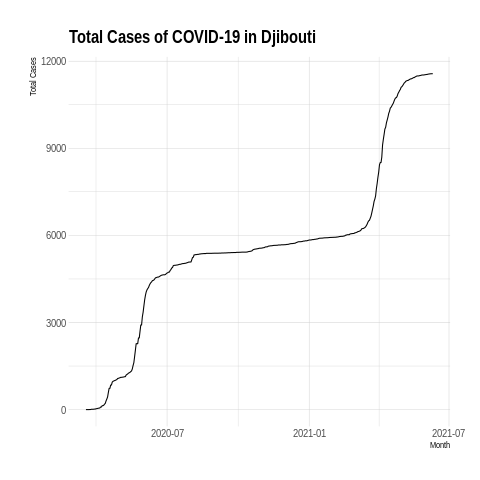 Total Cases of COVID-19 in Djibouti
Total Cases
12000
9000
6000
3000
0
2020-07
2021-01
2021-07
Month